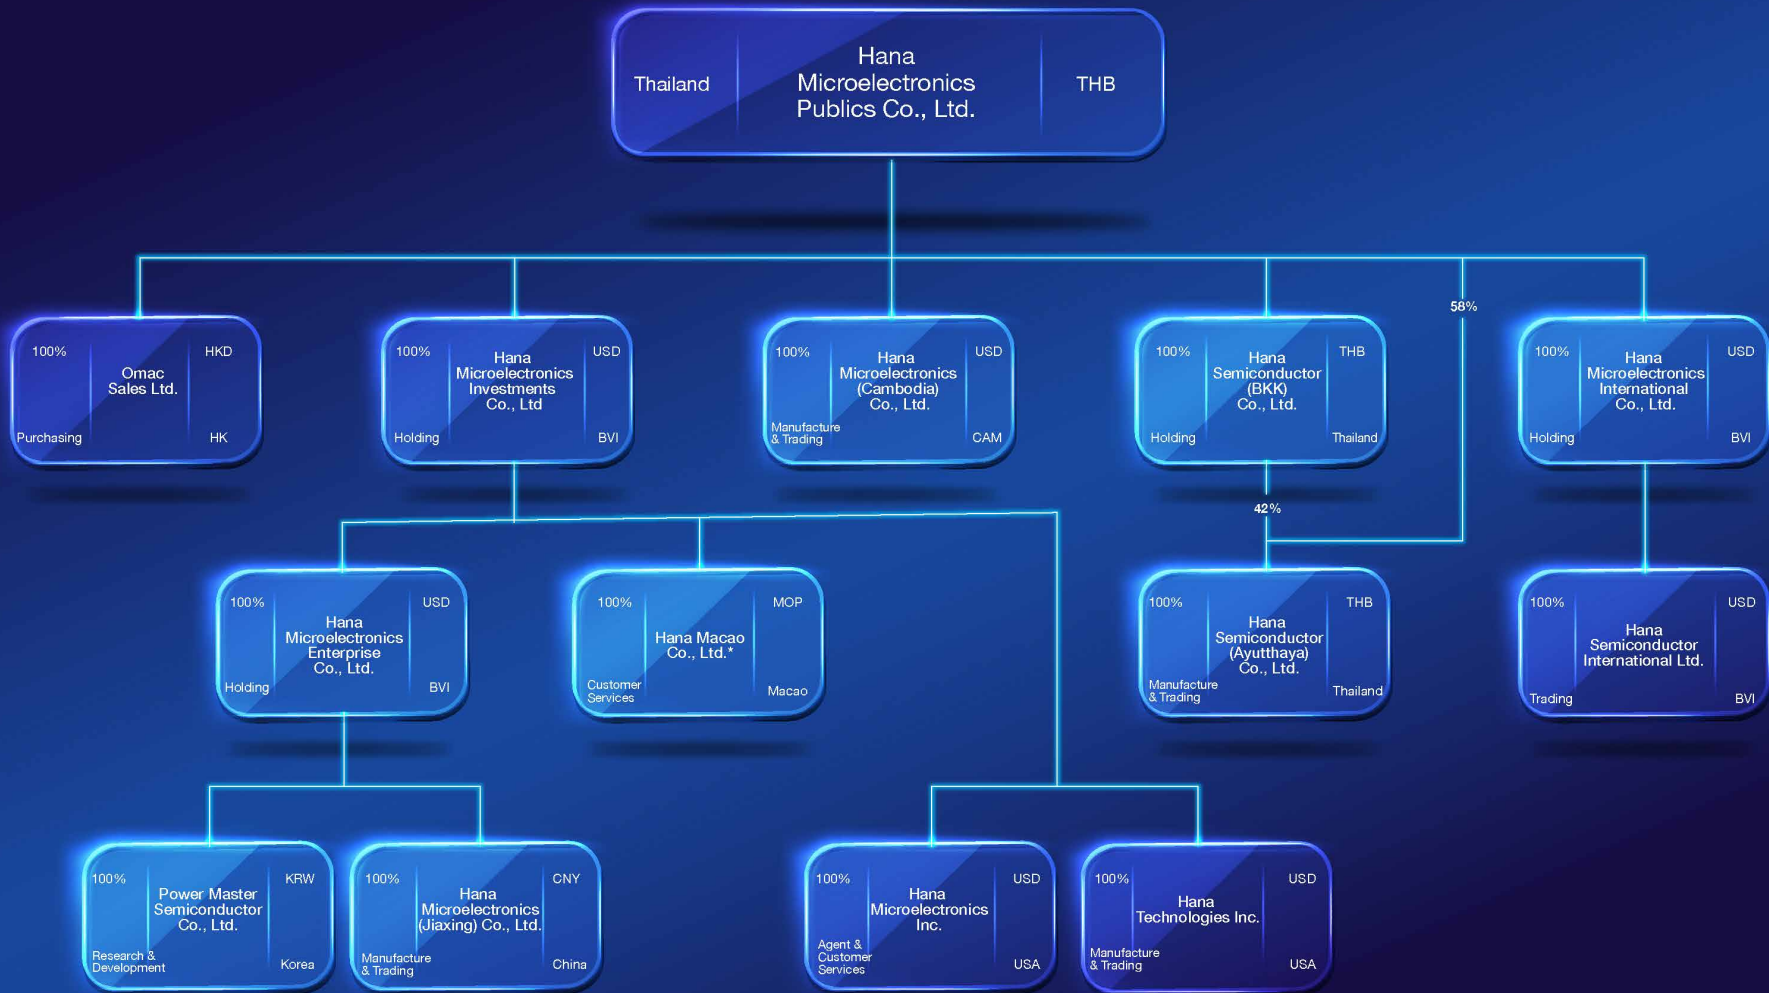 Thailand
Hana
Microelectronics
Publics Co., Ltd.
THB
58%
100%
Omac
Sales Ltd.
HKD
Purchasing
HK
100%
Hana
Microelectronics
Investments
Co., Ltd
USD
Holding
BVI
100%
Hana
Microelectronics
(Cambodia)
Co., Ltd.
USD
Manufacture
& Trading
CAM
100%
Hana
Semiconductor
(BKK)
Co., Ltd.
THB
Holding
Thailand
100%
Hana
Microelectronics
International
Co., Ltd.
USD
Holding
BVI
42%
100%
Hana
Microelectronics
Enterprise
Co., Ltd.
USD
Holding
BVI
100%
Hana Macao
Co., Ltd.*
MOP
Customer
Services
Macao
100%
Hana
Semiconductor
(Ayutthaya)
Co., Ltd.
THB
Manufacture
& Trading
Thailand
100%
Hana
Semiconductor
International Ltd.
USD
Trading
BVI
100%
Power Master
Semiconductor
Co., Ltd.
KRW
Research &
Development
Korea
100%
Hana
Microelectronics
(Jiaxing) Co., Ltd.
CNY
Manufacture
& Trading
China
100%
Hana
Microelectronics
Inc.
USD
Agent &
Customer
Services
USA
100%
Hana
Technologies Inc.
USD
Manufacture
& Trading
USA